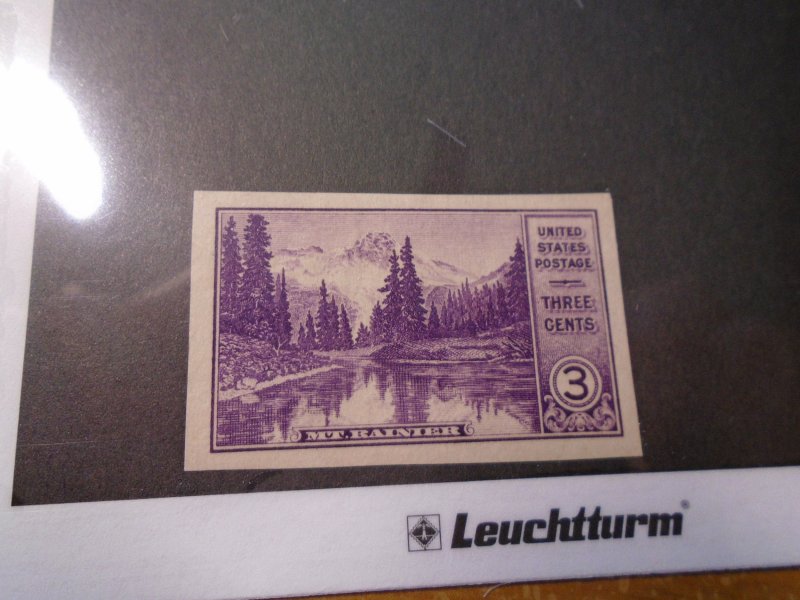 UNITED
STATES
POSTAGE
THREE
CENTS
3
MT. RAINIER
Leuchtturm